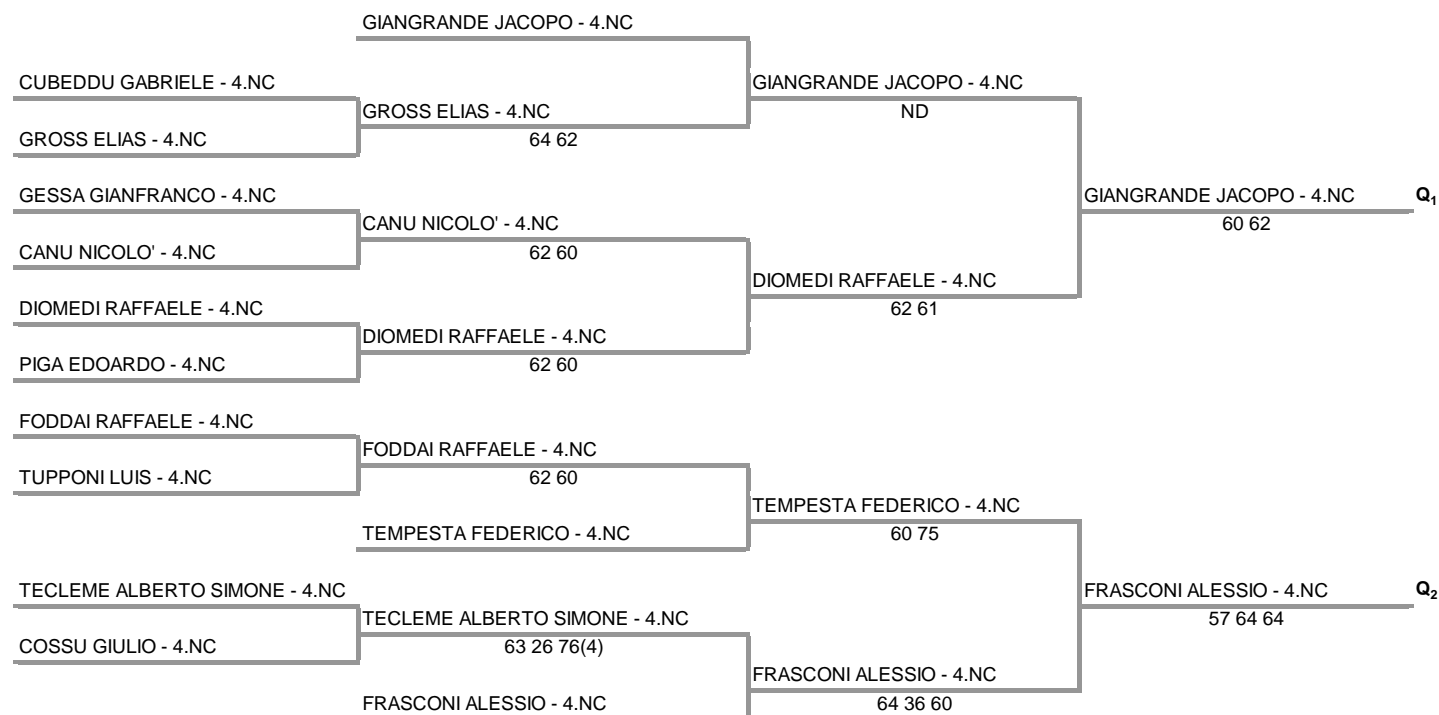 GIANGRANDE JACOPO - 4.NC
CUBEDDU GABRIELE - 4.NC
GIANGRANDE JACOPO - 4.NC
GROSS ELIAS - 4.NC
ND
GROSS ELIAS - 4.NC
64 62
GESSA GIANFRANCO - 4.NC
GIANGRANDE JACOPO - 4.NC
Q1
CANU NICOLO' - 4.NC
60 62
CANU NICOLO' - 4.NC
62 60
DIOMEDI RAFFAELE - 4.NC
DIOMEDI RAFFAELE - 4.NC
62 61
DIOMEDI RAFFAELE - 4.NC
PIGA EDOARDO - 4.NC
62 60
FODDAI RAFFAELE - 4.NC
FODDAI RAFFAELE - 4.NC
TUPPONI LUIS - 4.NC
62 60
TEMPESTA FEDERICO - 4.NC
TEMPESTA FEDERICO - 4.NC
60 75
TECLEME ALBERTO SIMONE - 4.NC
FRASCONI ALESSIO - 4.NC
Q2
TECLEME ALBERTO SIMONE - 4.NC
57 64 64
COSSU GIULIO - 4.NC
63 26 76(4)
FRASCONI ALESSIO - 4.NC
FRASCONI ALESSIO - 4.NC
64 36 60